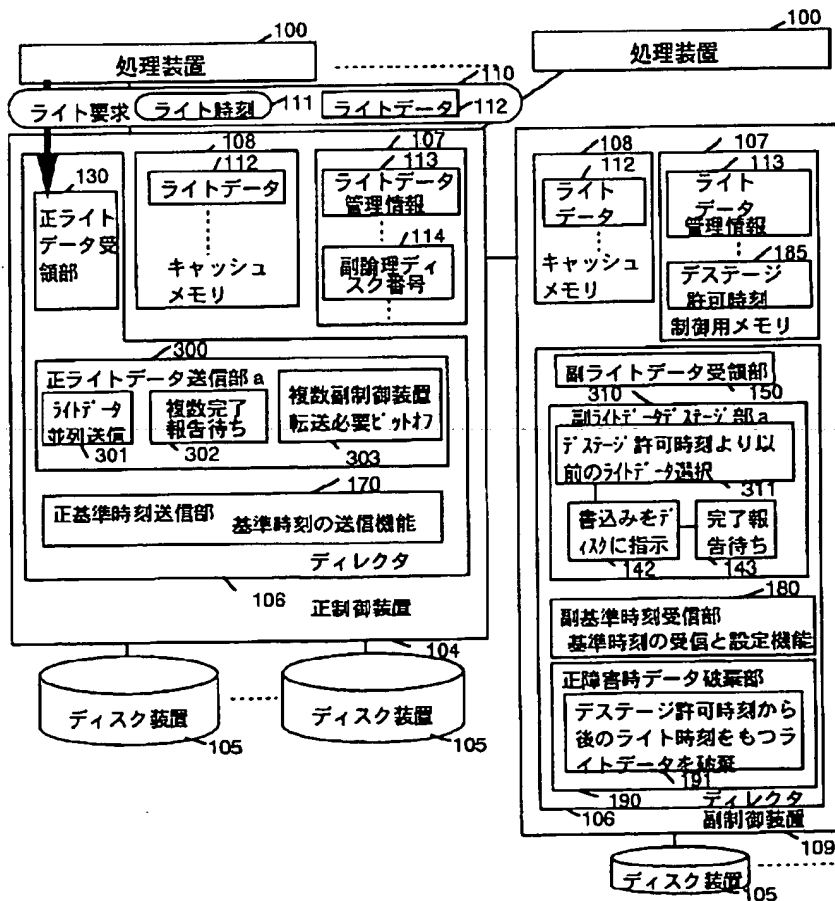 100
処理装置
110
ライト要求
ライト時刻
111
ライトデータ
112
108
112
ライトデータ
キャッシュ
メモリ
107
113
ライトデータ
管理情報
114
副論理ディ
スク番号
130
正ライト
データ受
領部
300
正ライトデータ送信部a
ライトデータ
並列送信
301
複数完了
報告待ち
302
複数副制御装置
転送必要ビットオフ
303
170
正基準時刻送信部
基準時刻の送信機能
ディレクタ
106
正制御装置
104
ディスク装置
105
ディスク装置
105
100
処理装置
108
112
ライト
データ
キャッシュ
メモリ
107
113
ライト
データ
管理情報
185
デステージ
許可時刻
制御用メモリ
副ライトデータ受領部
150
310
副ライトデータデステージ部a
デステージ許可時刻より以
前のライトデータ選択
311
書込みをデ
ィスクに指示
142
完了報
告待ち
143
180
副基準時刻受信部
基準時刻の受信と設定機能
正障害時データ破棄部
デステージ許可時刻から
後のライト時刻をもつラ
イトデータを破棄
191
190
ディレクタ
106
副制御装置
109
ディスク装置
105